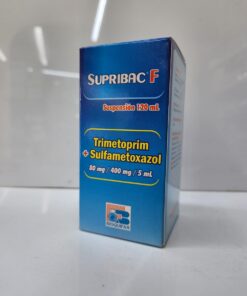 SUPRIBAC F
Suspensión 120 mL
Trimetoprim
+ Sulfametoxazol
80 mg / 400 mg / 5 mL